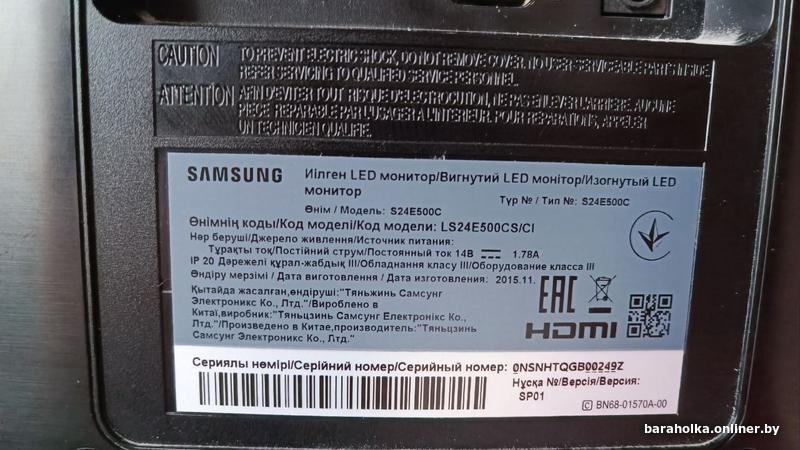 CAUTION TO PREVENT ELECTRIC SHOCK, DO NOT REMOVE COVER. NO USER-SERVICEABLE PARTS INSIDE.
REFER SERVICING TO QUALIFIED SERVICE PERSONNEL.
ATTENTION AFIN D'EVITER TOUT RISQUE D'ELECTROCUTION, NE PAS ENLEVER L'ARRIERE. AUCUNE
PIECE REPARABLE PAR L'USAGER A L'INTERIEUR. POUR REPARATIONS, APPELER
UN TECHNICIEN QUALIFIE.
SAMSUNG
Иілген LED монитор/Вигнутий LED монітор/Изогнутый LED
монитор
Түр № / Тип №: S24E500C
Өнім / Модель: S24E500C
Өнімнің коды/Код моделі/Код модели: LS24E500CS/CI
Нәр беруші/Джерело живлення/Источник питания:
Тұрақты тоқ/Постійний струм/Постоянный ток 14В 1.78А
IP 20 Дәрежелі құрал-жабдық III/Обладнання класу III/Оборудование класса III
Өндіру мерзімі / Дата виготовлення / Дата изготовления: 2015.11.
Қытайда жасалған,өндіруші: "Тяньжинь Самсунг
Электроникс Ко., Лтд."/Вироблено в
Китаї,виробник:"Тяньцзинь Самсунг Електронікс Ко.,
Лтд."/Произведено в Китае,производитель:"Тяньцзинь
Самсунг Электроникс Ко., Лтд."
EAC
HDMI
Сериялы нөмірі/Серійний номер/Серийный номер: 0NSNHTQGB00249Z
Нұсқа №/Версія/Версия:
SP01
C BN68-01570A-00
baraholka.onliner.by